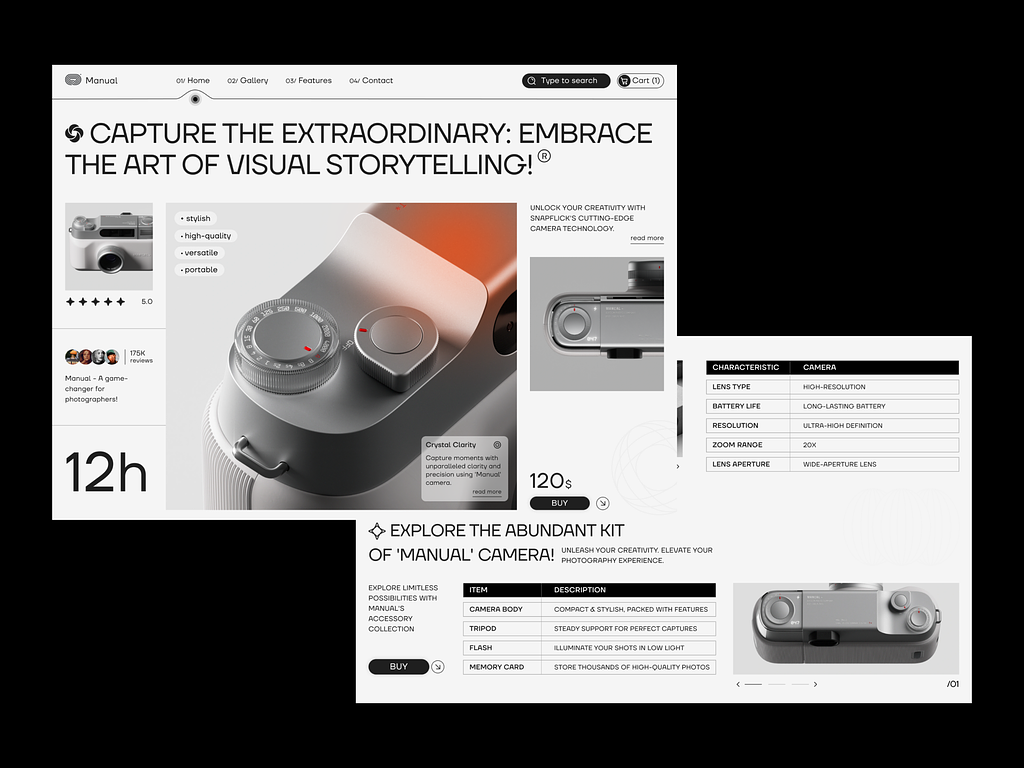 Manual
01/ Home
02/ Gallery
03/ Features
04/ Contact
Type to search
Cart (1)
CAPTURE THE EXTRAORDINARY: EMBRACE
THE ART OF VISUAL STORYTELLING! ®
5.0
175K
reviews
Manual - A game-
changer for
photographers!
12h
• stylish
• high-quality
• versatile
• portable
Crystal Clarity
Capture moments with
unparalleled clarity and
precision using 'Manual'
camera.
read more
UNLOCK YOUR CREATIVITY WITH
SNAPFLICK'S CUTTING-EDGE
CAMERA TECHNOLOGY.
read more
120$
BUY
CHARACTERISTIC CAMERA
LENS TYPE HIGH-RESOLUTION
BATTERY LIFE LONG-LASTING BATTERY
RESOLUTION ULTRA-HIGH DEFINITION
ZOOM RANGE 20X
LENS APERTURE WIDE-APERTURE LENS
EXPLORE THE ABUNDANT KIT
OF 'MANUAL' CAMERA!
UNLEASH YOUR CREATIVITY. ELEVATE YOUR
PHOTOGRAPHY EXPERIENCE.
EXPLORE LIMITLESS
POSSIBILITIES WITH
MANUAL'S
ACCESSORY
COLLECTION
BUY
ITEM DESCRIPTION
CAMERA BODY COMPACT & STYLISH, PACKED WITH FEATURES
TRIPOD STEADY SUPPORT FOR PERFECT CAPTURES
FLASH ILLUMINATE YOUR SHOTS IN LOW LIGHT
MEMORY CARD STORE THOUSANDS OF HIGH-QUALITY PHOTOS
/01